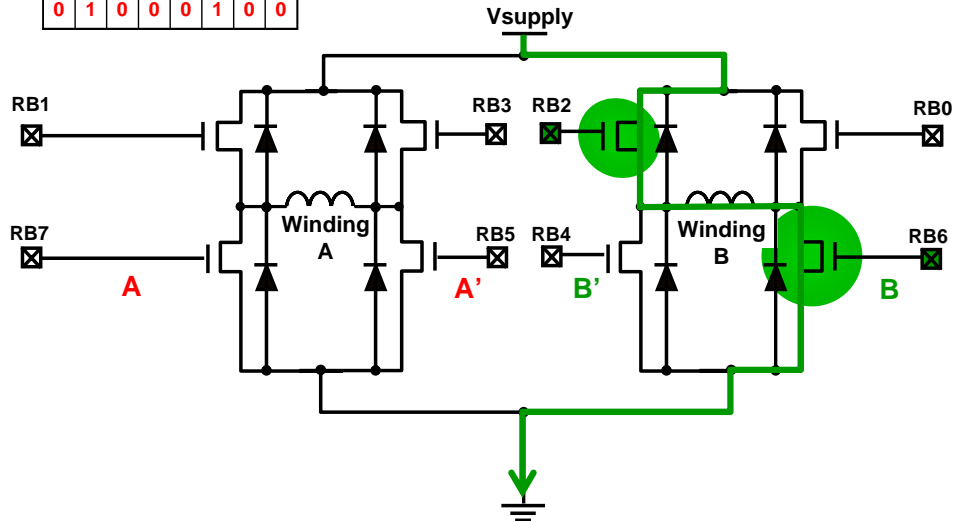 0 1 0 0 0 1 0 0
Vsupply
RB1
RB3
RB2
RB0
Winding
A
Winding
B
RB7
RB5
RB4
RB6
A
A’
B’
B